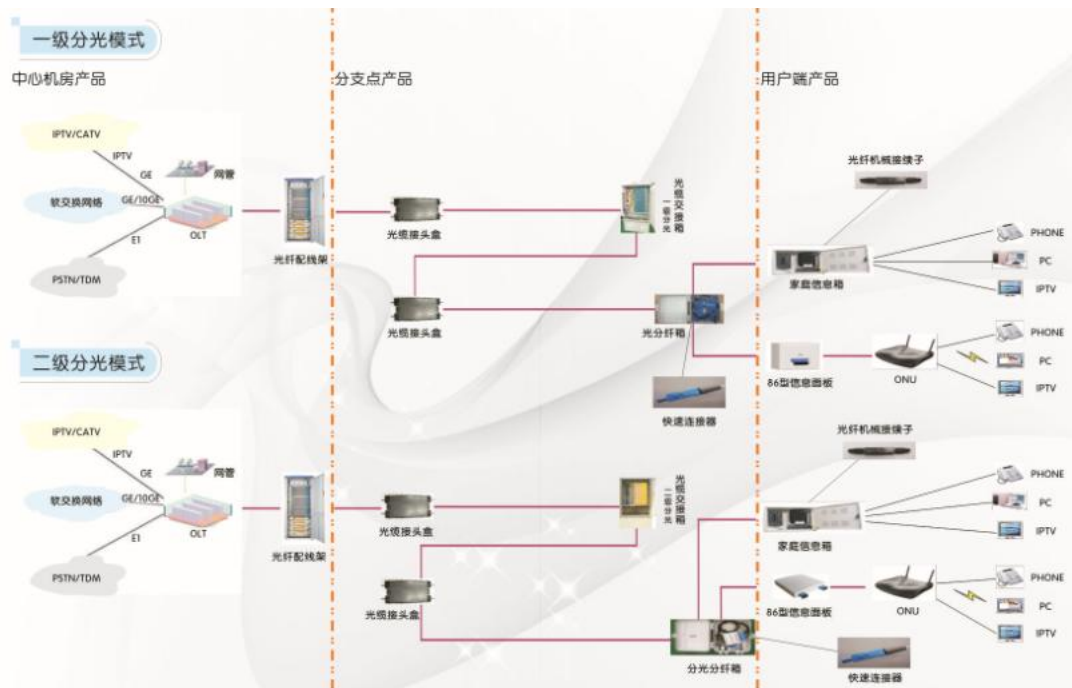 一级分光模式
中心机房产品
分支点产品
用户端产品
IPTV/CATV
IPTV
GE
网管
软交换网络
GE/10GE
OLT
E1
PSTN/TDM
光纤配线架
光缆接头盒
光缆交接箱
一级分光
光缆接头盒
光分纤箱
快速连接器
光纤机械接续子
家庭信息箱
PHONE
PC
IPTV
86型信息面板
ONU
PHONE
PC
IPTV
二级分光模式
IPTV/CATV
IPTV
GE
网管
软交换网络
GE/10GE
OLT
E1
PSTN/TDM
光纤配线架
光缆接头盒
光缆交接箱
二级分光
光缆接头盒
分光分纤箱
光纤机械接续子
家庭信息箱
PHONE
PC
IPTV
86型信息面板
ONU
PHONE
PC
IPTV
快速连接器